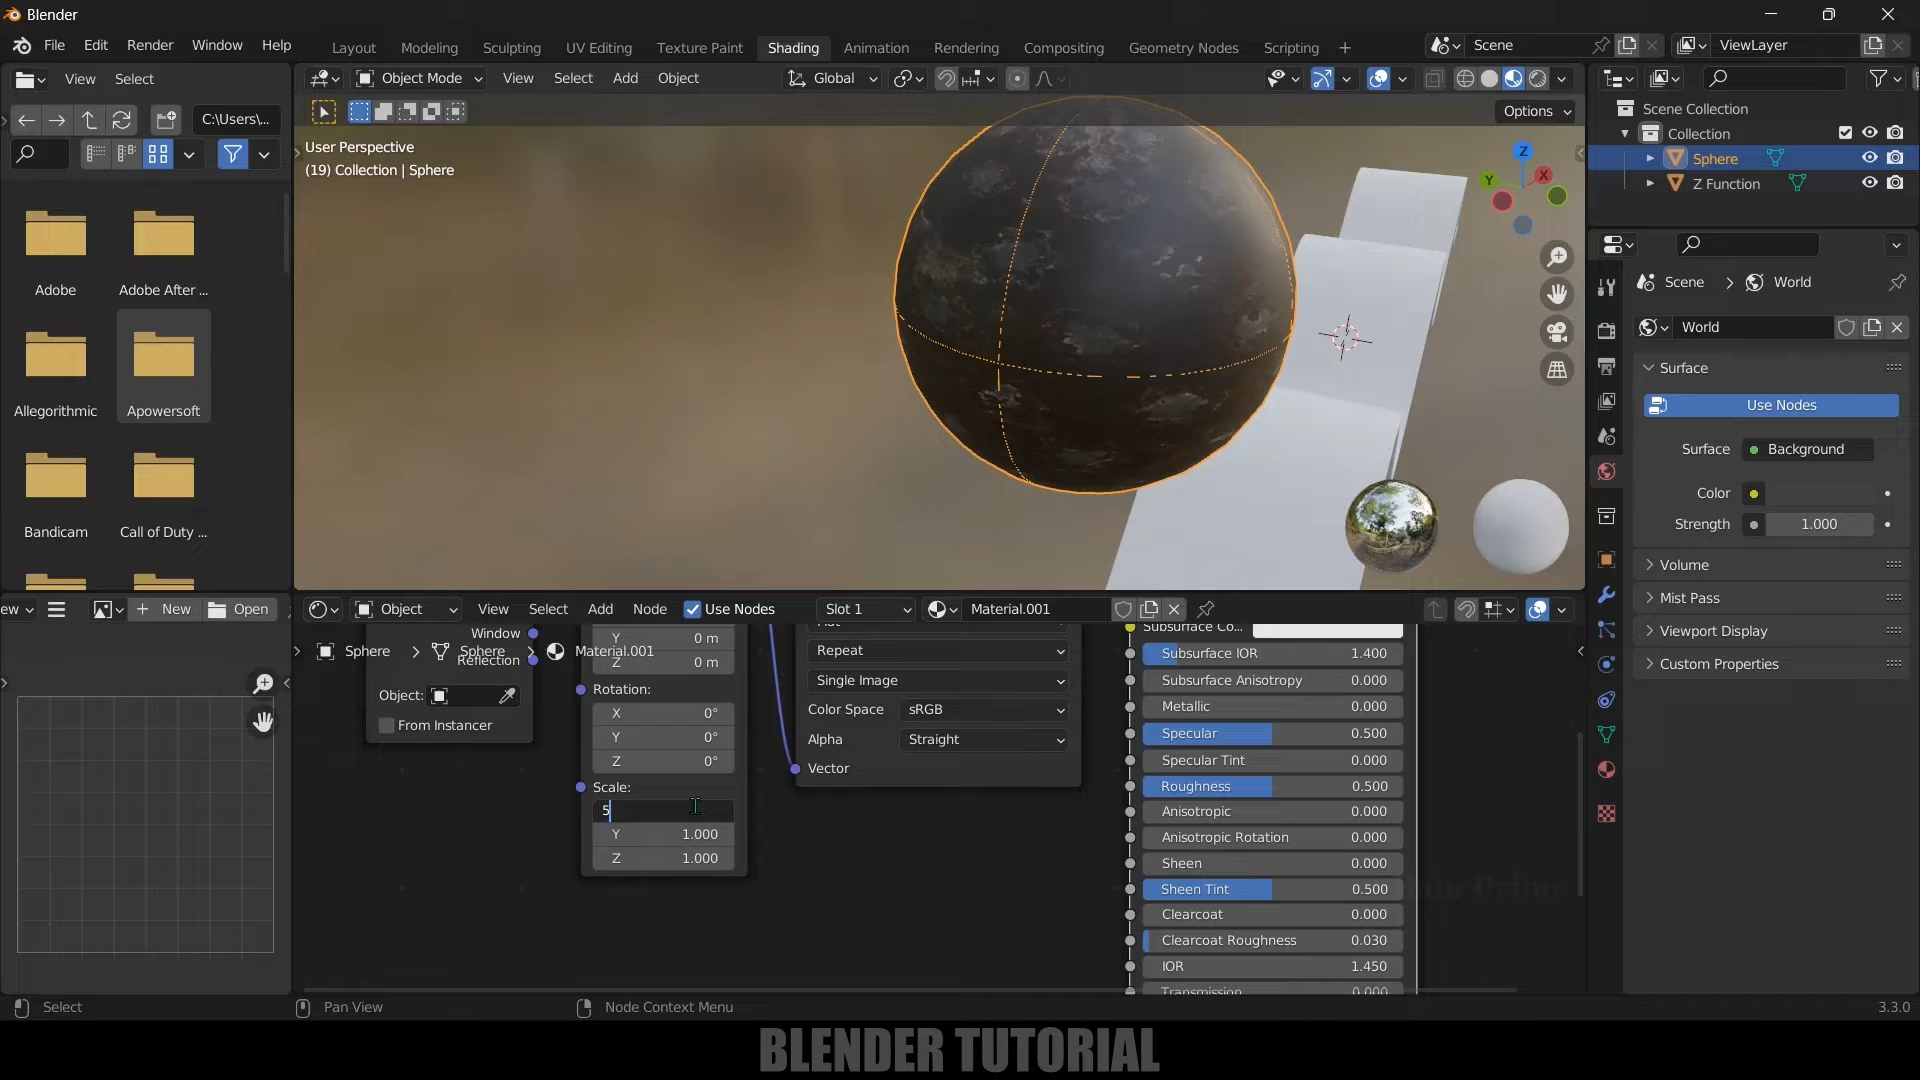 Blender
File Edit Render Window Help
Layout Modeling Sculpting UV Editing Texture Paint Shading Animation Rendering Compositing Geometry Nodes Scripting +
Scene
ViewLayer
View Select
Object Mode View Select Add Object
Global
C:\Users\...
Options
User Perspective
(19) Collection | Sphere
Z
Y
X
Scene Collection
Collection
Sphere
Z Function
Adobe
Adobe After ...
Allegorithmic
Apowersoft
Bandicam
Call of Duty ...
Scene > World
World
Surface
Use Nodes
Surface Background
Color
Strength 1.000
Volume
Mist Pass
Viewport Display
Custom Properties
ew
New
Open
Object View Select Add Node Use Nodes Slot 1 Material.001
Sphere > Sphere > Material.001
Window
Reflection
Object:
From Instancer
Y 0 m
Z 0 m
Rotation:
X 0°
Y 0°
Z 0°
Scale:
5
Y 1.000
Z 1.000
Repeat
Single Image
Color Space sRGB
Alpha Straight
Vector
Subsurface Co...
Subsurface IOR 1.400
Subsurface Anisotropy 0.000
Metallic 0.000
Specular 0.500
Specular Tint 0.000
Roughness 0.500
Anisotropic 0.000
Anisotropic Rotation 0.000
Sheen 0.000
Sheen Tint 0.500
Clearcoat 0.000
Clearcoat Roughness 0.030
IOR 1.450
Transmission 0.000
Select
Pan View
Node Context Menu
3.3.0
BLENDER TUTORIAL